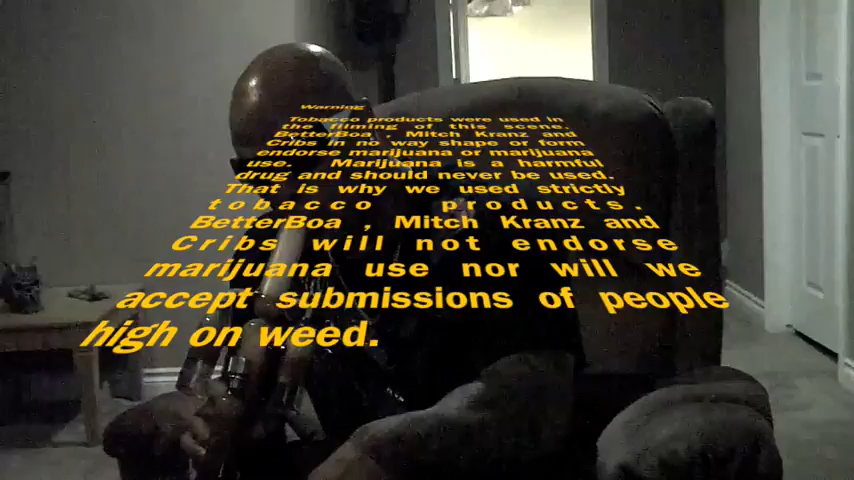 Warning
Tobacco products were used in
the filming of this scene.
BetterBoa , Mitch Kranz and
Cribs in no way shape or form
endorse marijuana or marijuana
use. Marijuana is a harmful
drug and should never be used.
That is why we used strictly
tobacco products.
BetterBoa , Mitch Kranz and
Cribs will not endorse
marijuana use nor will we
accept submissions of people
high on weed.